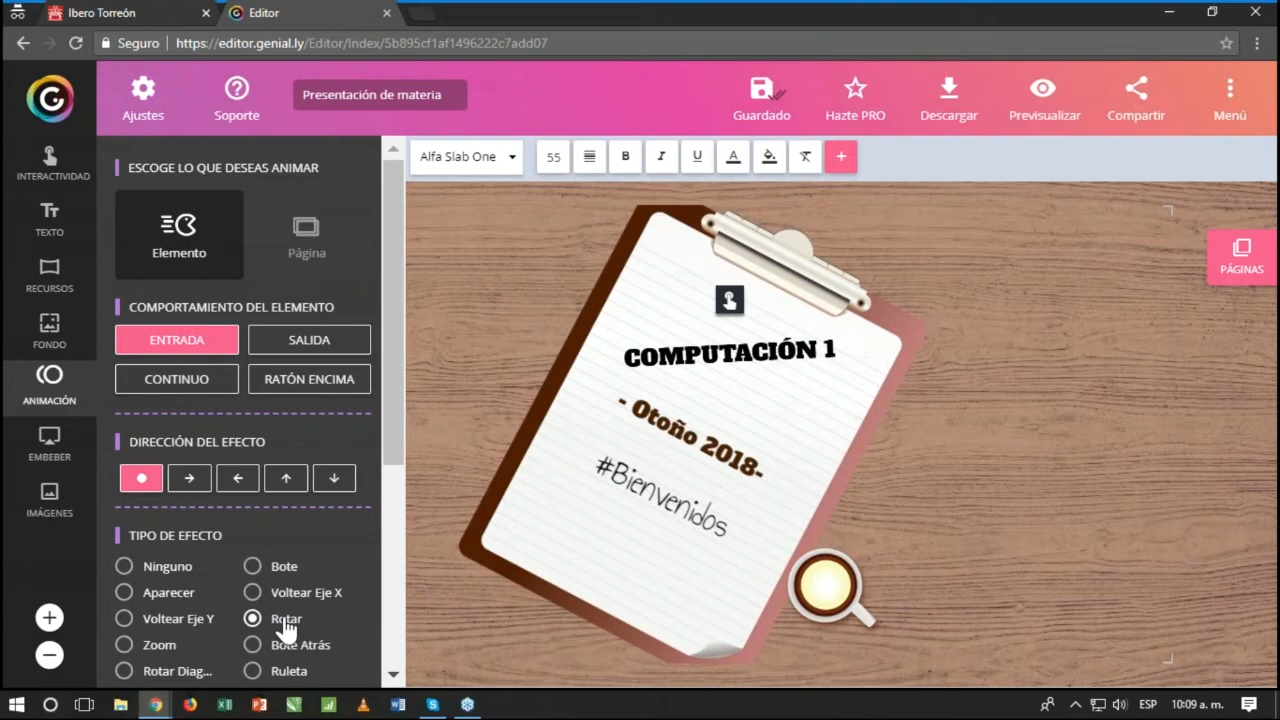 Ibero Torreón
Editor
Seguro
https://editor.genial.ly/Editor/Index/5b895cf1af1496222c7add07
Ajustes
Soporte
Presentación de materia
Guardado
Hazte PRO
Descargar
Previsualizar
Compartir
Menú
INTERACTIVIDAD
TEXTO
RECURSOS
FONDO
ANIMACIÓN
EMBEBER
IMÁGENES
ESCOGE LO QUE DESEAS ANIMAR
Elemento
Página
COMPORTAMIENTO DEL ELEMENTO
ENTRADA
SALIDA
CONTINUO
RATÓN ENCIMA
DIRECCIÓN DEL EFECTO
TIPO DE EFECTO
Ninguno
Bote
Aparecer
Voltear Eje X
Voltear Eje Y
Rotar
Zoom
Bote Atrás
Rotar Diag...
Ruleta
Alfa Slab One
55
B
I
U
A
PÁGINAS
COMPUTACIÓN 1
- Otoño 2018-
#Bienvenidos
ESP
10:09 a. m.